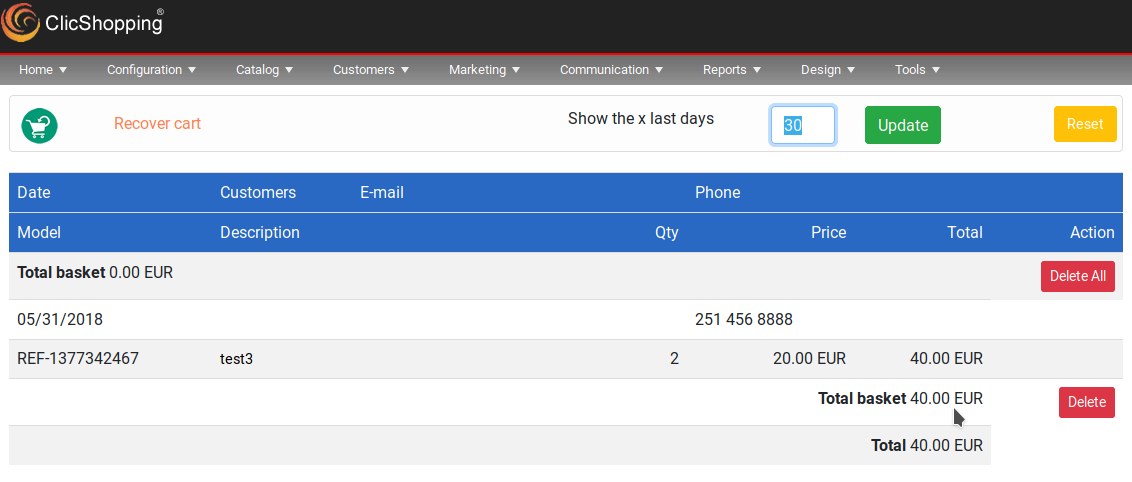 ClicShopping®
Home Configuration Catalog Customers Marketing Communication Reports Design Tools
Recover cart Show the x last days 30 Update Reset
Date Customers E-mail Phone
Model Description Qty Price Total Action
Total basket 0.00 EUR Delete All
05/31/2018 251 456 8888
REF-1377342467 test3 2 20.00 EUR 40.00 EUR
Total basket 40.00 EUR Delete
Total 40.00 EUR